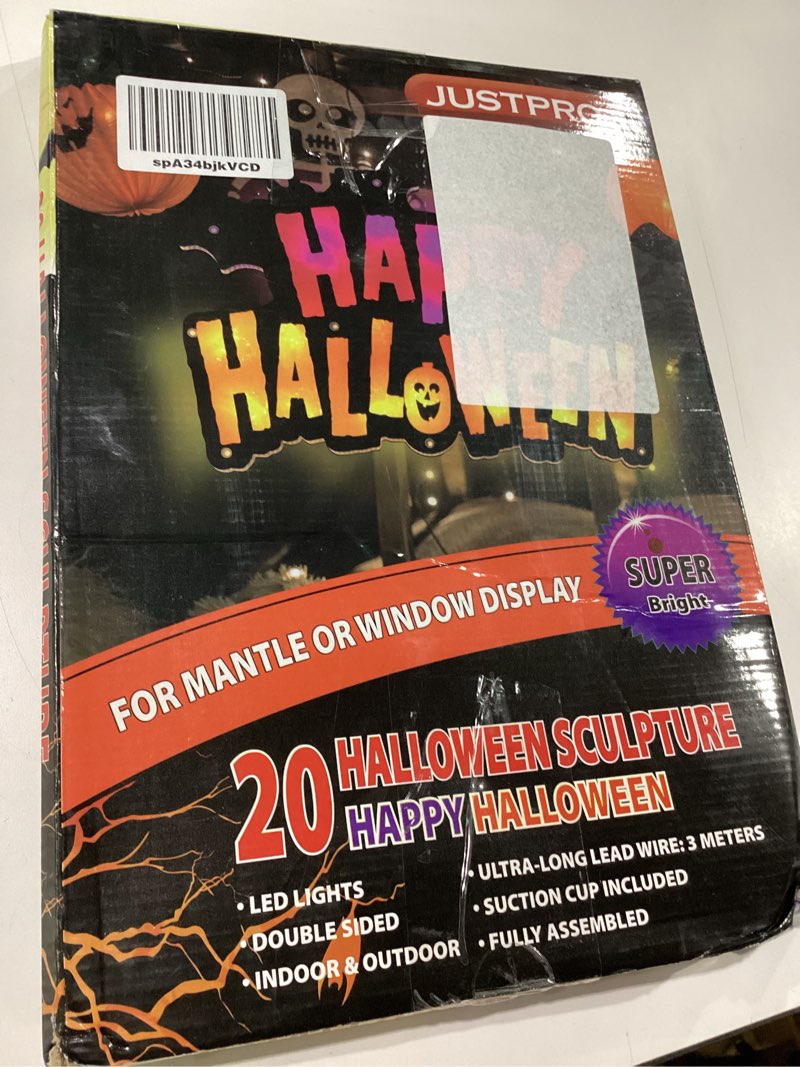 JUSTPRO
spA34bjkVCD
HAPPY
HALLOWEEN
SUPER
Bright
FOR MANTLE OR WINDOW DISPLAY
20 HALLOWEEN SCULPTURE
HAPPY HALLOWEEN
• LED LIGHTS
• DOUBLE SIDED
• INDOOR & OUTDOOR
• ULTRA-LONG LEAD WIRE: 3 METERS
• SUCTION CUP INCLUDED
• FULLY ASSEMBLED